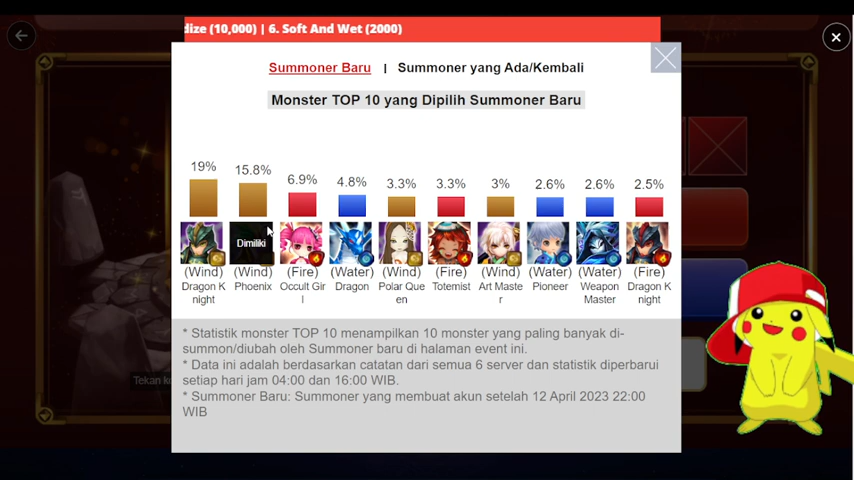 dize (10,000) | 6. Soft And Wet (2000)
Summoner Baru | Summoner yang Ada/Kembali
Monster TOP 10 yang Dipilih Summoner Baru
19% 15.8% 6.9% 4.8% 3.3% 3.3% 3% 2.6% 2.6% 2.5%
Dimiliki
(Wind) (Wind) (Fire) (Water) (Wind) (Fire) (Wind) (Water) (Water) (Fire)
Dragon K Phoenix Occult Gir Dragon Polar Que Totemist Art Maste Pioneer Weapon Dragon K
night l en r Master night
* Statistik monster TOP 10 menampilkan 10 monster yang paling banyak di-
summon/diubah oleh Summoner baru di halaman event ini.
* Data ini adalah berdasarkan catatan dari semua 6 server dan statistik diperbarui
setiap hari jam 04:00 dan 16:00 WIB.
* Summoner Baru: Summoner yang membuat akun setelah 12 April 2023 22:00
WIB
Tekan